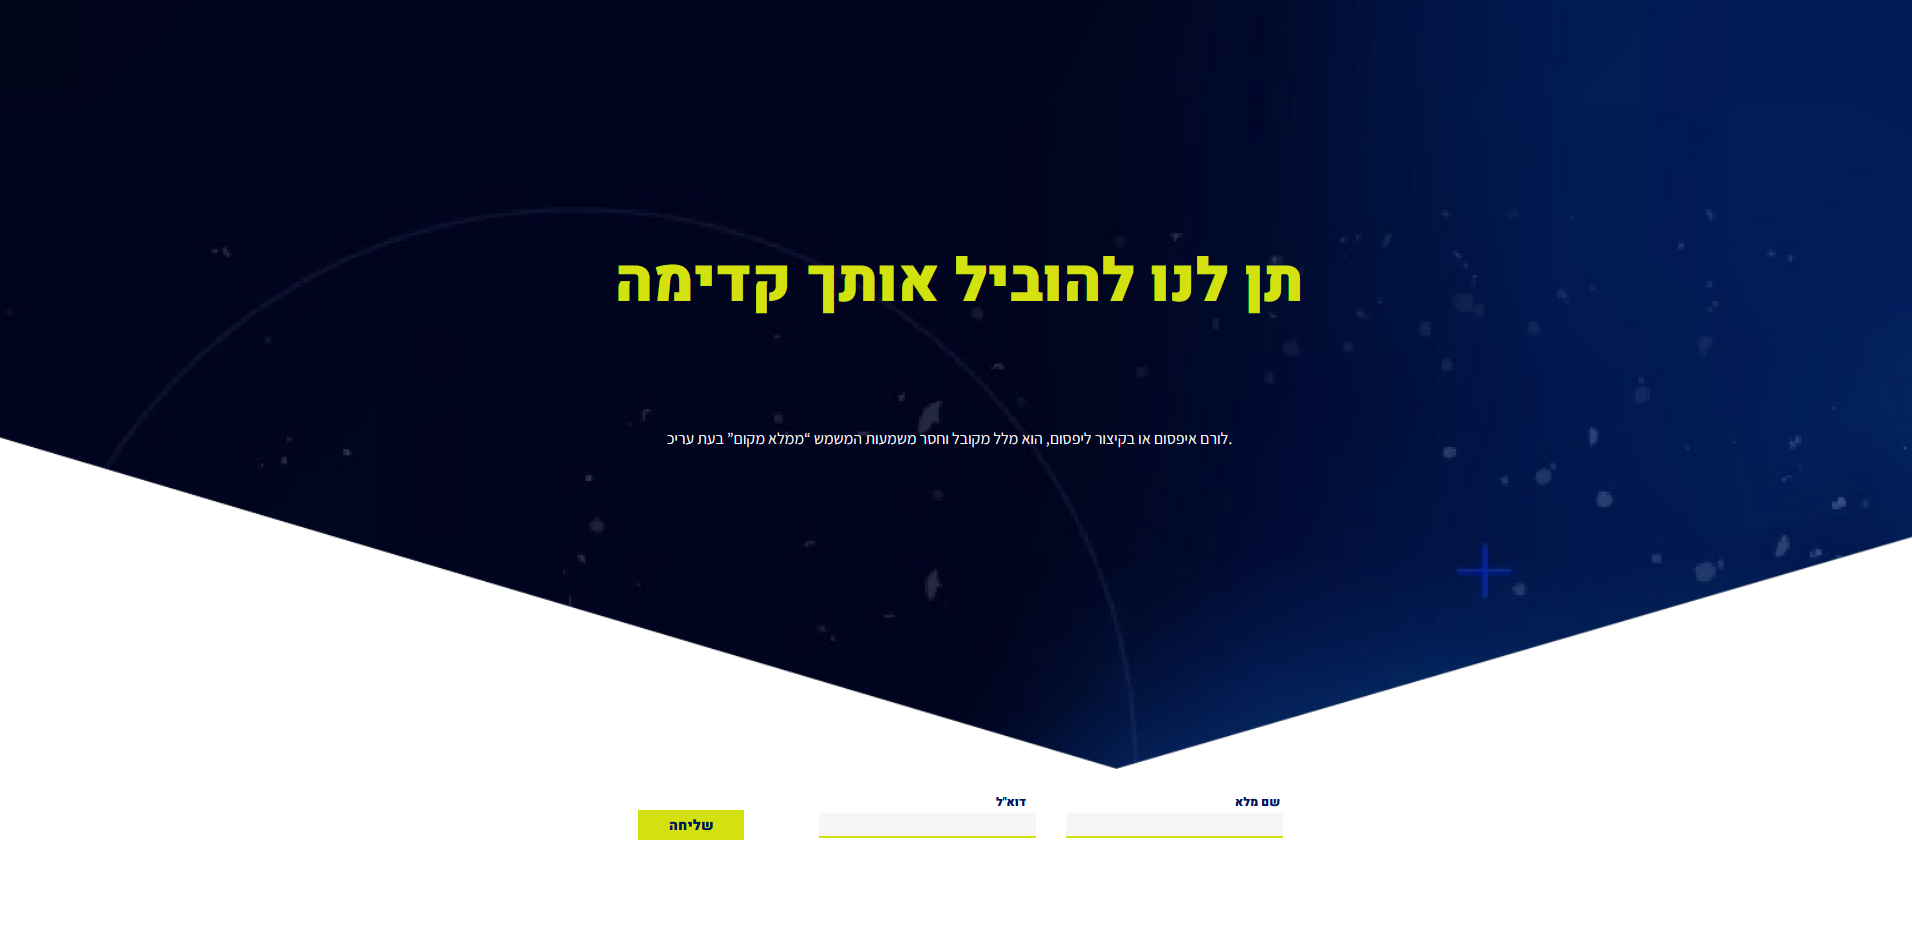 תן לנו להוביל אותך קדימה
לורם איפסום או בקיצור ליפסום, הוא מלל מקובל וחסר משמעות המשמש “ממלא מקום” בעת עריכ.
שם מלא
דוא"ל
שליחה